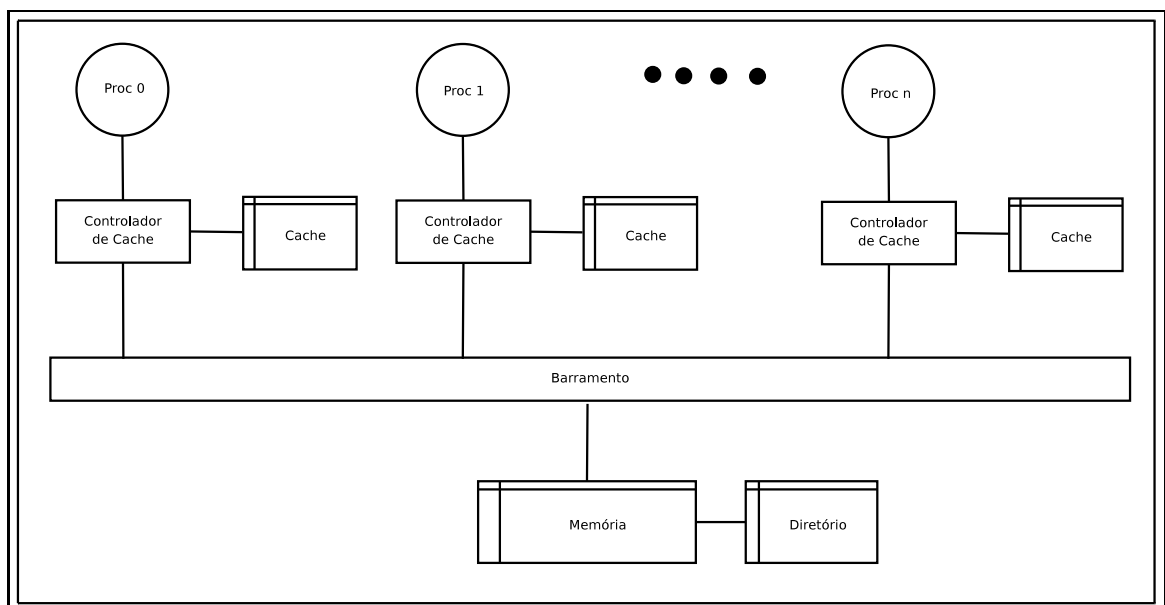 Proc 0
Proc 1
Proc n
Controlador
de Cache
Cache
Controlador
de Cache
Cache
Controlador
de Cache
Cache
Barramento
Memória
Diretório